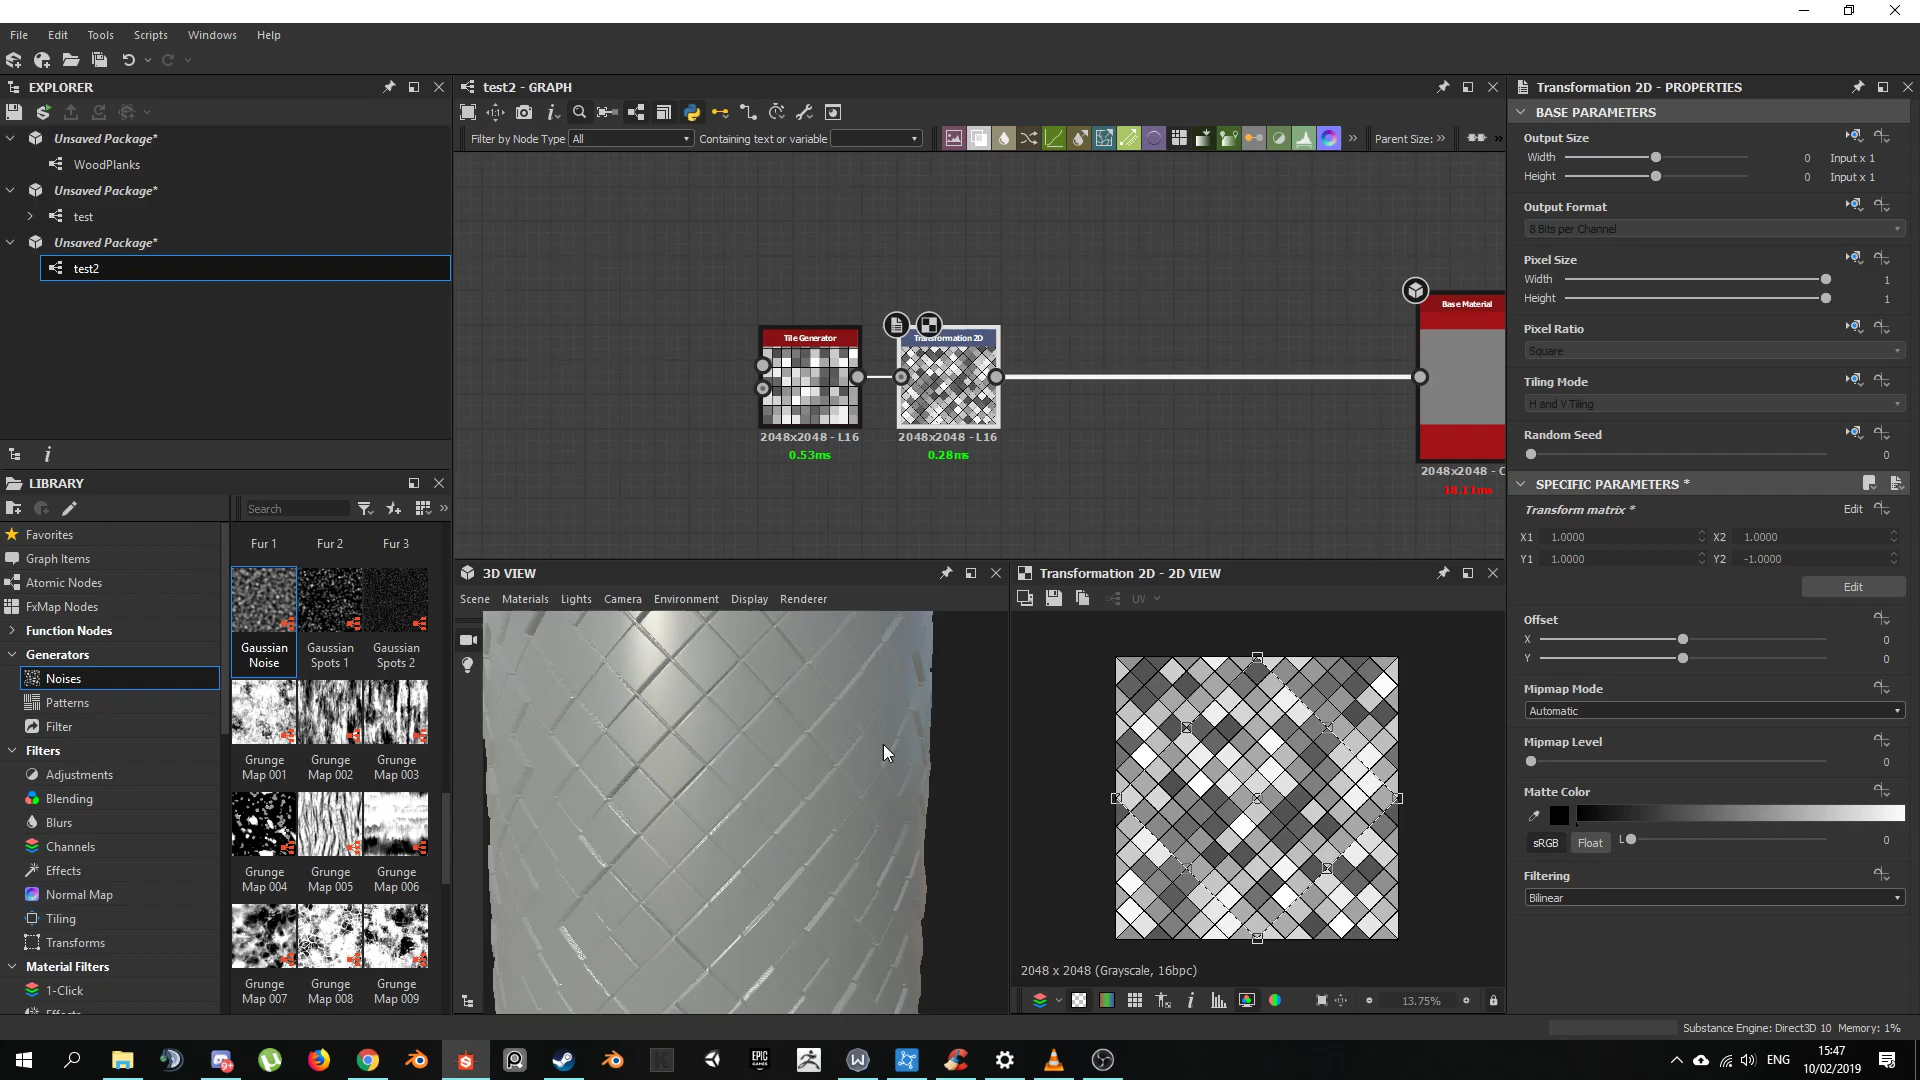 File Edit Tools Scripts Windows Help
EXPLORER
Unsaved Package*
WoodPlanks
Unsaved Package*
test
Unsaved Package*
test2
LIBRARY
Search
Favorites
Graph Items
Atomic Nodes
FxMap Nodes
Function Nodes
Generators
Noises
Patterns
Filter
Filters
Adjustments
Blending
Blurs
Channels
Effects
Normal Map
Tiling
Transforms
Material Filters
1-Click
Fur 1 Fur 2 Fur 3
Gaussian Noise
Gaussian Spots 1
Gaussian Spots 2
Grunge Map 001
Grunge Map 002
Grunge Map 003
Grunge Map 004
Grunge Map 005
Grunge Map 006
Grunge Map 007
Grunge Map 008
Grunge Map 009
test2 - GRAPH
Filter by Node Type All Containing text or variable Parent Size:
Tile Generator
2048x2048 - L16
0.53ms
Transformation 2D
2048x2048 - L16
0.28ms
Base Material
2048x2048 - C
18.11ms
3D VIEW
Scene Materials Lights Camera Environment Display Renderer
Transformation 2D - 2D VIEW
UV
2048 x 2048 (Grayscale, 16bpc)
13.75%
Transformation 2D - PROPERTIES
BASE PARAMETERS
Output Size
Width 0 Input x 1
Height 0 Input x 1
Output Format
8 Bits per Channel
Pixel Size
Width 1
Height 1
Pixel Ratio
Square
Tiling Mode
H and V Tiling
Random Seed
0
SPECIFIC PARAMETERS *
Transform matrix * Edit
X1 1.0000 X2 1.0000
Y1 1.0000 Y2 -1.0000
Edit
Offset
X 0
Y 0
Mipmap Mode
Automatic
Mipmap Level
0
Matte Color
sRGB Float L 0
Filtering
Bilinear
Substance Engine: Direct3D 10 Memory: 1%
9+
EPIC GAMES
ENG
15:47
10/02/2019